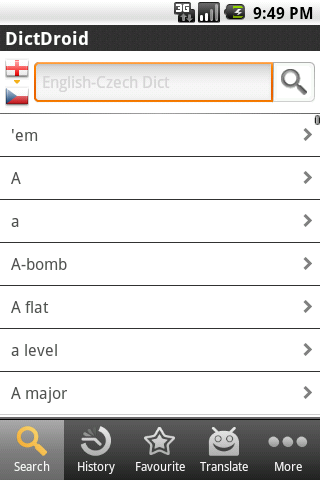 3G 9:49 PM
DictDroid
English-Czech Dict
'em
A
a
A-bomb
A flat
a level
A major
Search History Favourite Translate More